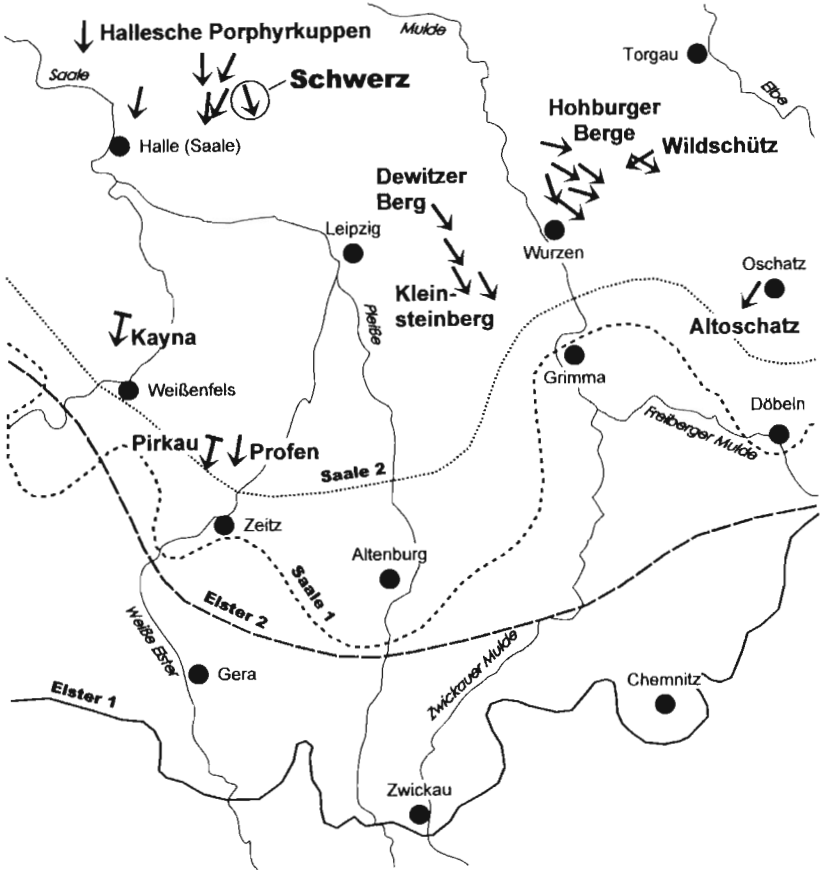 Hallesche Porphyrkuppen
Mulde
Torgau
Saale
Schwerz
Elbe
Hohburger
Berge
Wildschütz
Halle (Saale)
Dewitzer
Berg
Leipzig
Wurzen
Oschatz
Klein-
steinberg
Pleiße
Altoschatz
Kayna
Grimma
Weißenfels
Döbeln
Freiberger Mulde
Pirkau
Profen
Saale 2
Zeitz
Altenburg
Saale 1
Elster 2
Weiße Elster
Gera
Zwickauer Mulde
Chemnitz
Elster 1
Zwickau